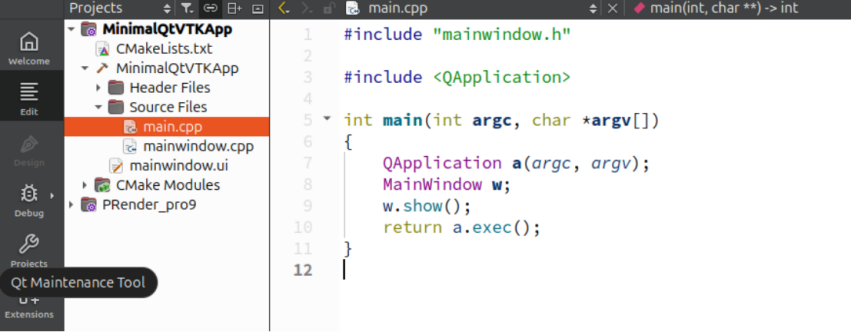 Projects
main.cpp
main(int, char **) -> int
Welcome
Edit
Design
Debug
Projects
Qt Maintenance Tool
Extensions
MinimalQtVTKApp
CMakeLists.txt
MinimalQtVTKApp
Header Files
Source Files
main.cpp
mainwindow.cpp
mainwindow.ui
CMake Modules
PRender_pro9
1 #include "mainwindow.h"
2
3 #include <QApplication>
4
5 int main(int argc, char *argv[])
6 {
7 QApplication a(argc, argv);
8 MainWindow w;
9 w.show();
10 return a.exec();
11 }
12